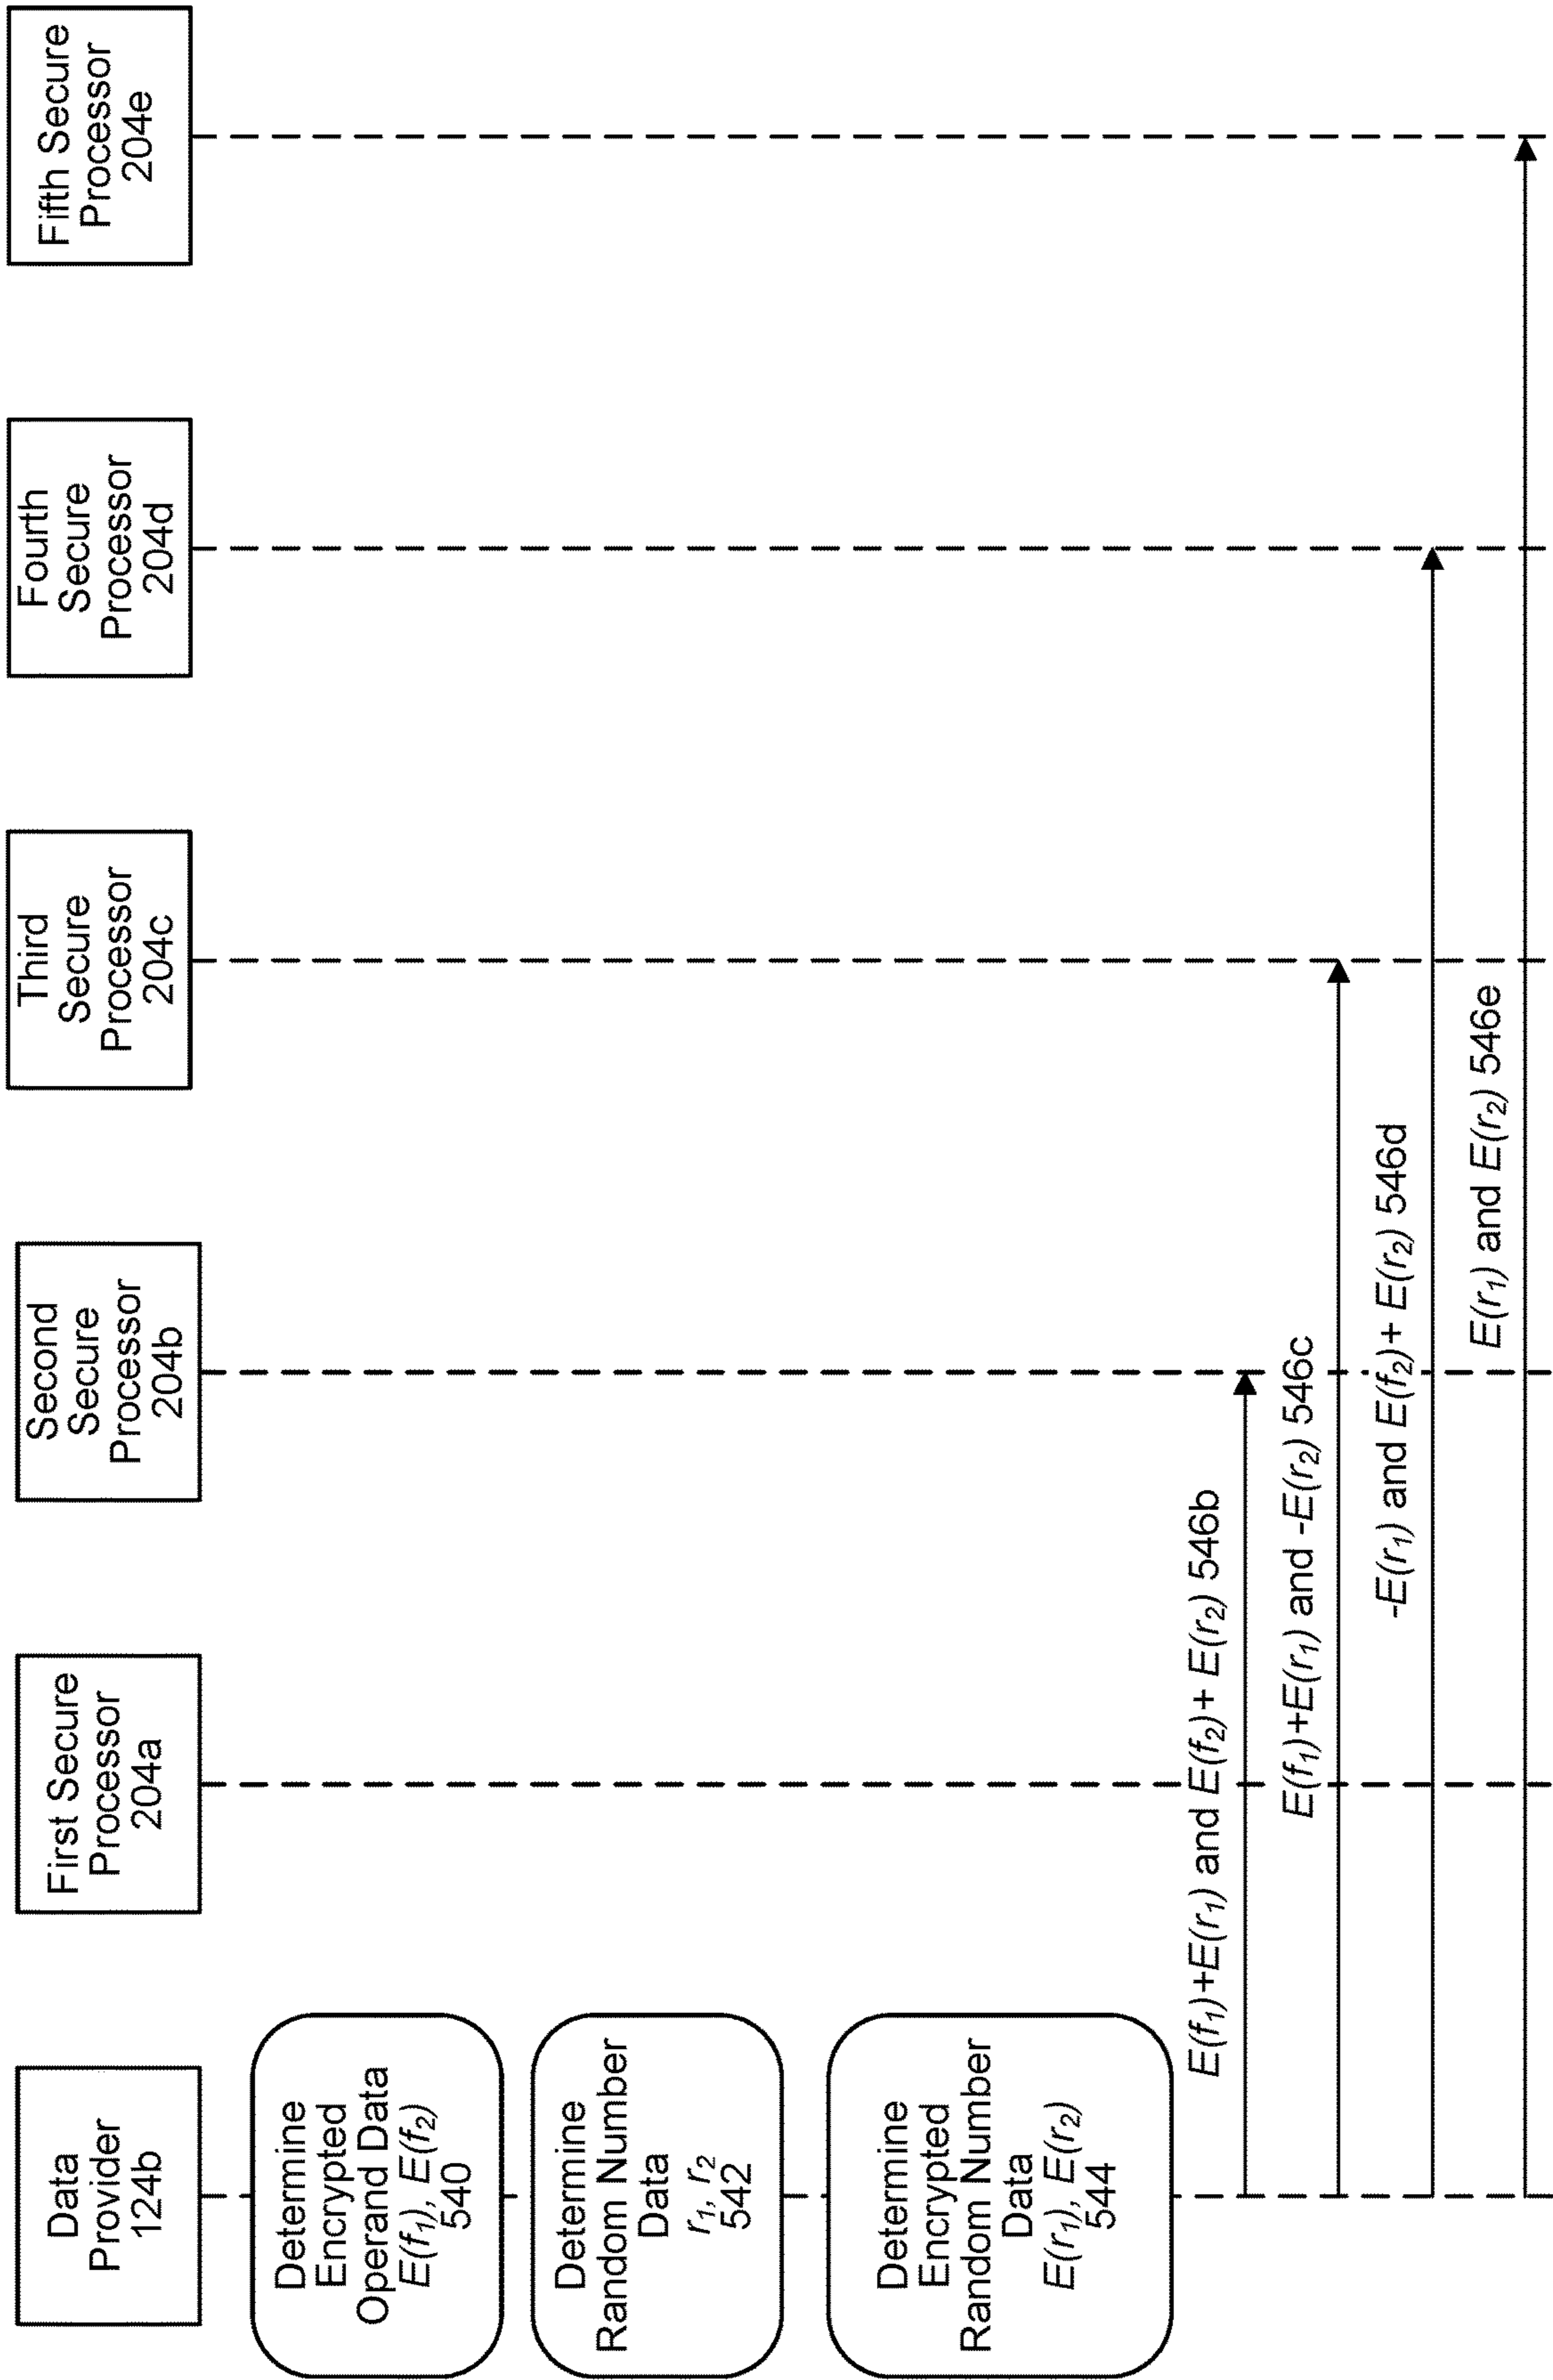 Data
Provider
124b
First Secure
Processor
204a
Second
Secure
Processor
204b
Third
Secure
Processor
204c
Fourth
Secure
Processor
204d
Fifth Secure
Processor
204e
Determine
Encrypted
Operand Data
E(f₁), E(f₂)
540
Determine
Random Number
Data
r₁, r₂
542
Determine
Encrypted
Random Number
Data
E(r₁), E(r₂)
544
E(f₁)+E(r₁) and E(f₂)+ E(r₂) 546b
E(f₁)+E(r₁) and -E(r₂) 546c
-E(r₁) and E(f₂)+ E(r₂) 546d
E(r₁) and E(r₂) 546e